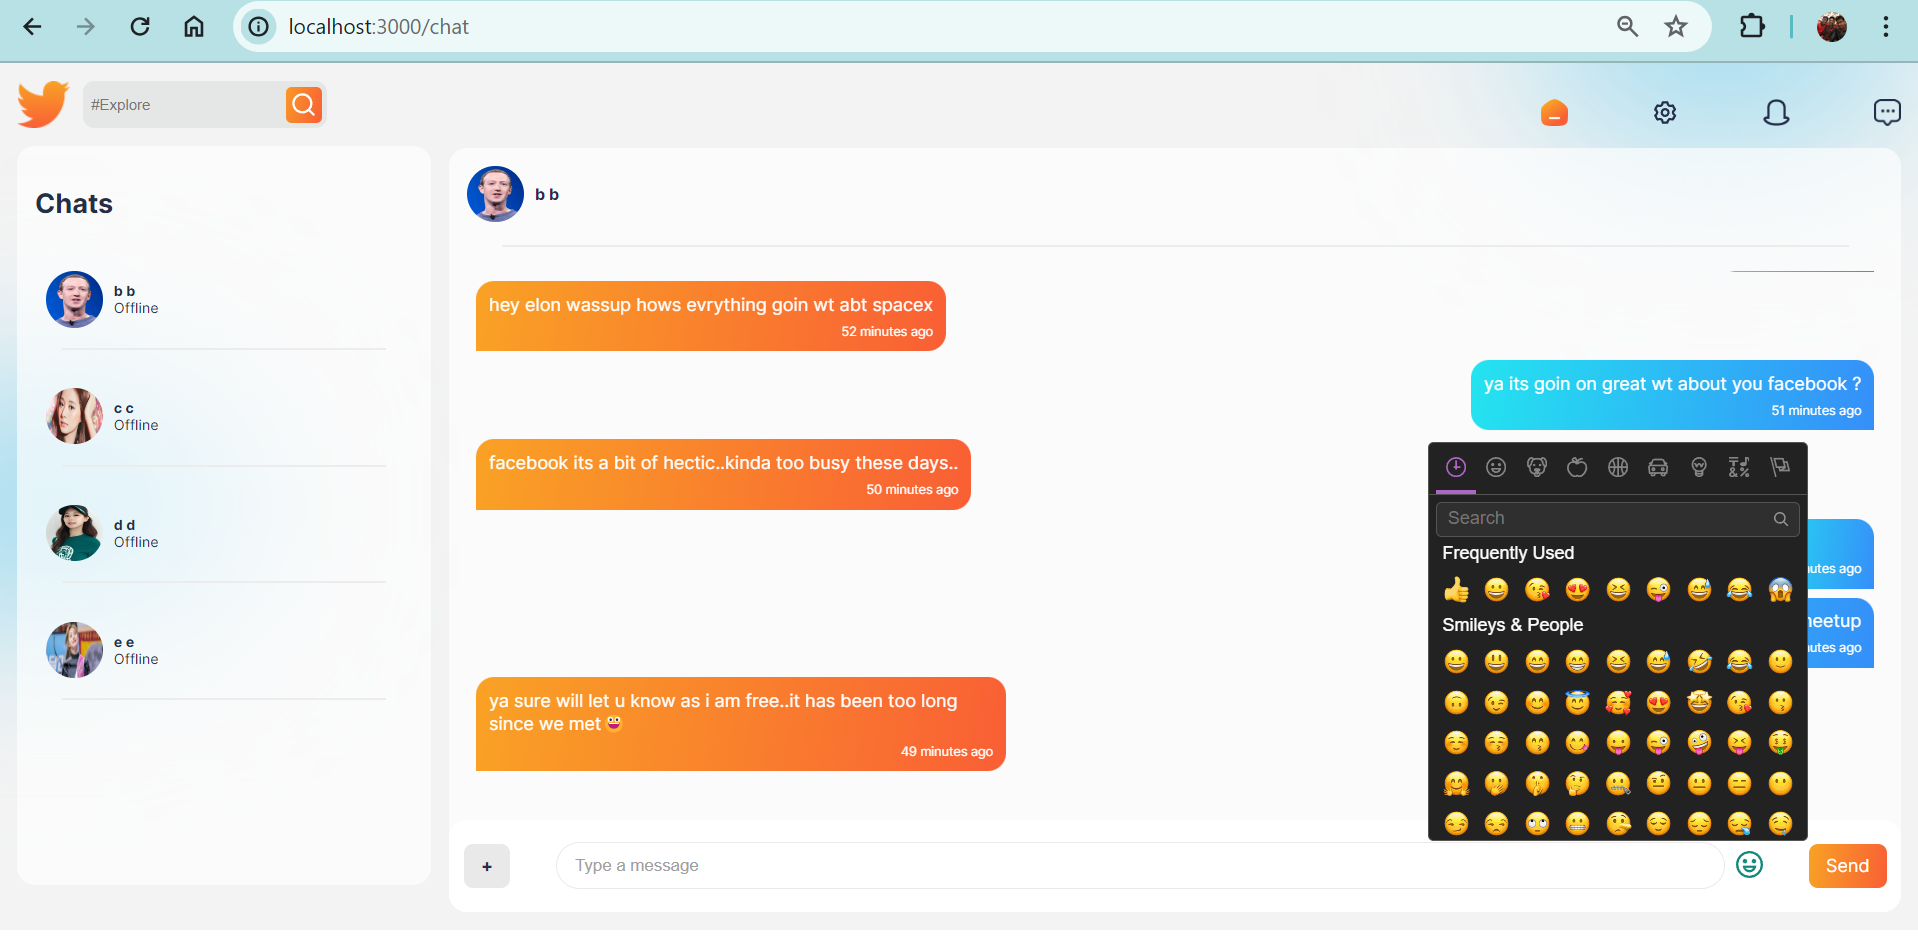 localhost:3000/chat
#Explore
Chats
b b
Offline
c c
Offline
d d
Offline
e e
Offline
b b
hey elon wassup hows evrything goin wt abt spacex
52 minutes ago
ya its goin on great wt about you facebook ?
51 minutes ago
facebook its a bit of hectic..kinda too busy these days..
50 minutes ago
ago
ago
ya sure will let u know as i am free..it has been too long
since we met😀
49 minutes ago
Search
Frequently Used
Smileys & People
+
Type a message
Send